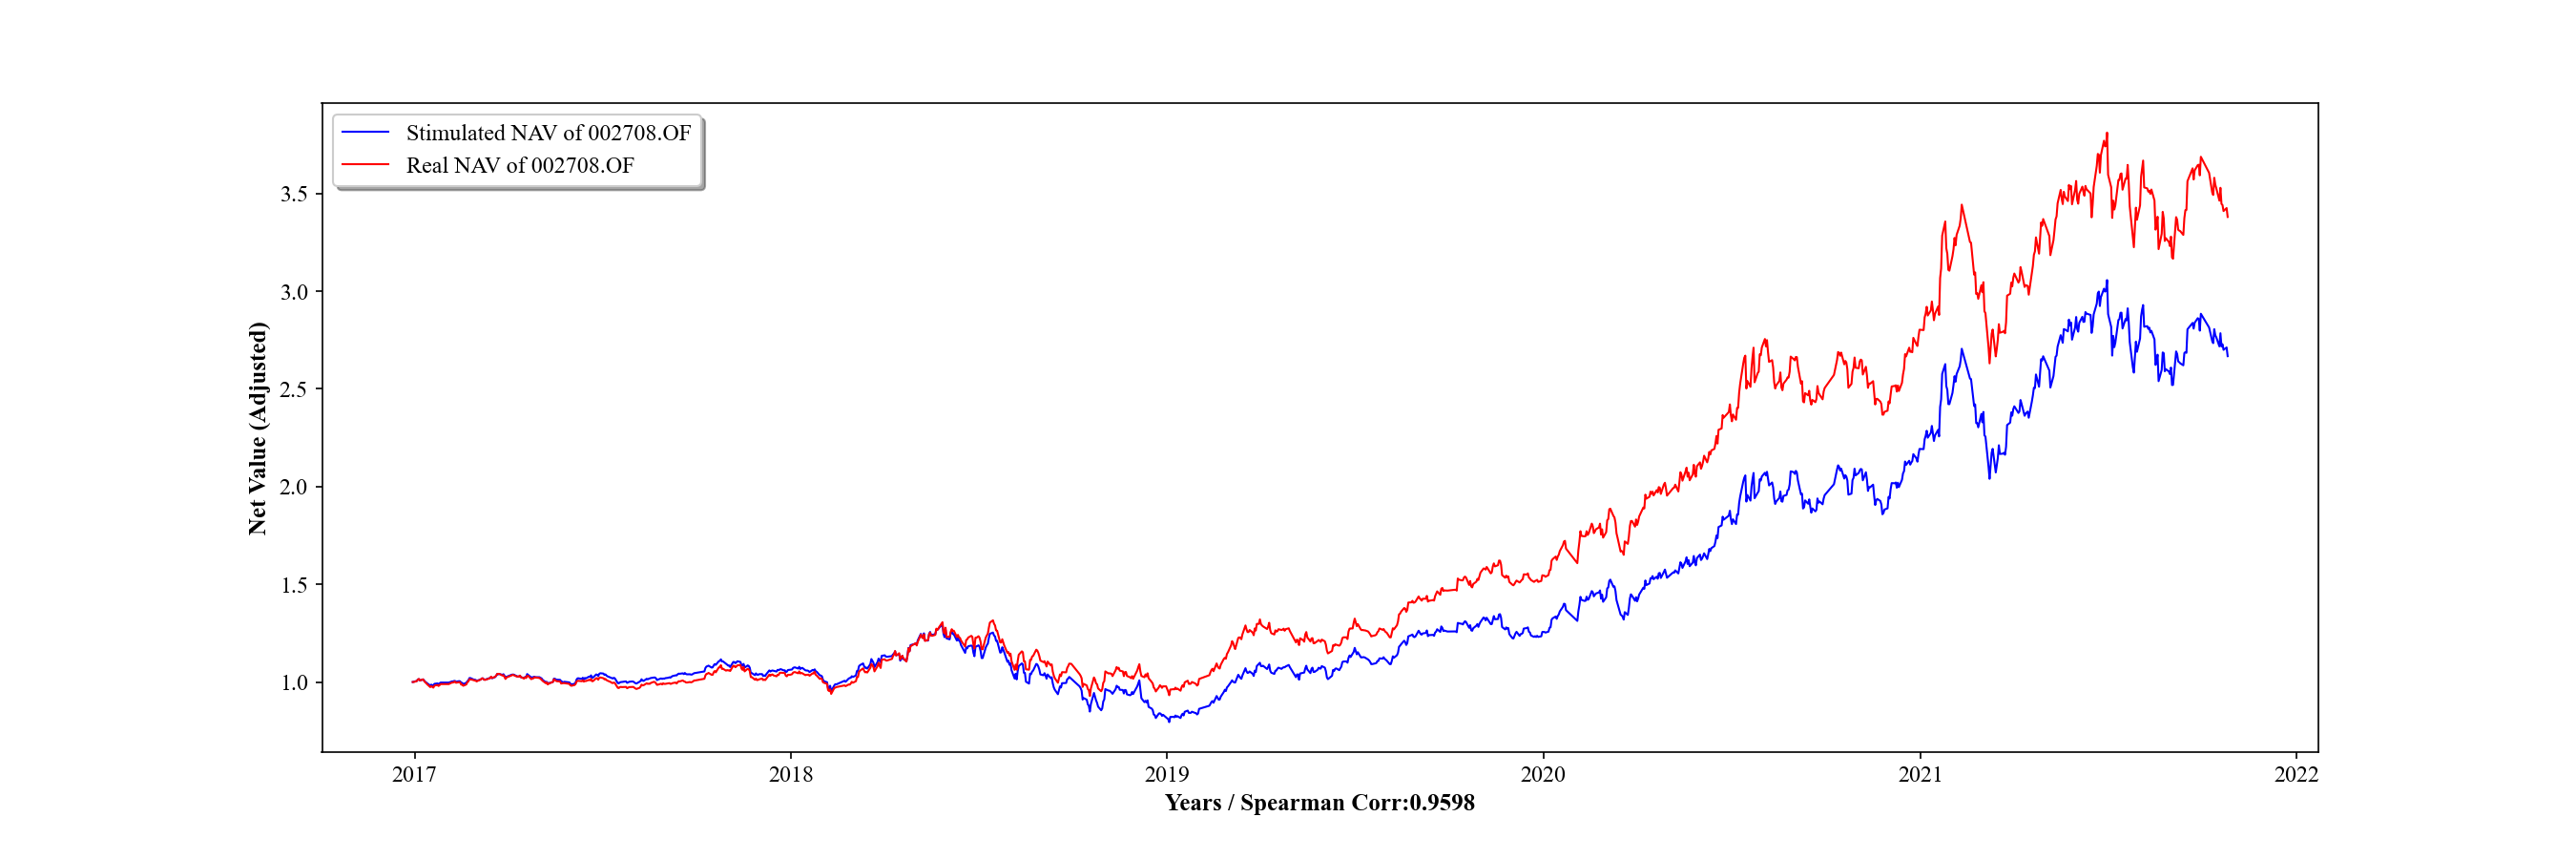 Stimulated NAV of 002708.OF
Real NAV of 002708.OF
Net Value (Adjusted)
3.5
3.0
2.5
2.0
1.5
1.0
2017 2018 2019 2020 2021 2022
Years / Spearman Corr:0.9598